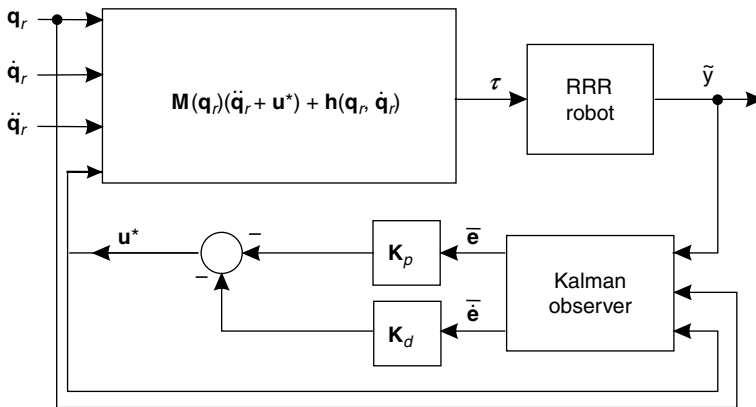 q_r
q̇_r
q̈_r
M(q_r)(q̈_r + u*) + h(q_r, q̇_r)
τ
RRR
robot
ỹ
u*
–
–
K_p
K_d
e̅
ė̅
Kalman
observer